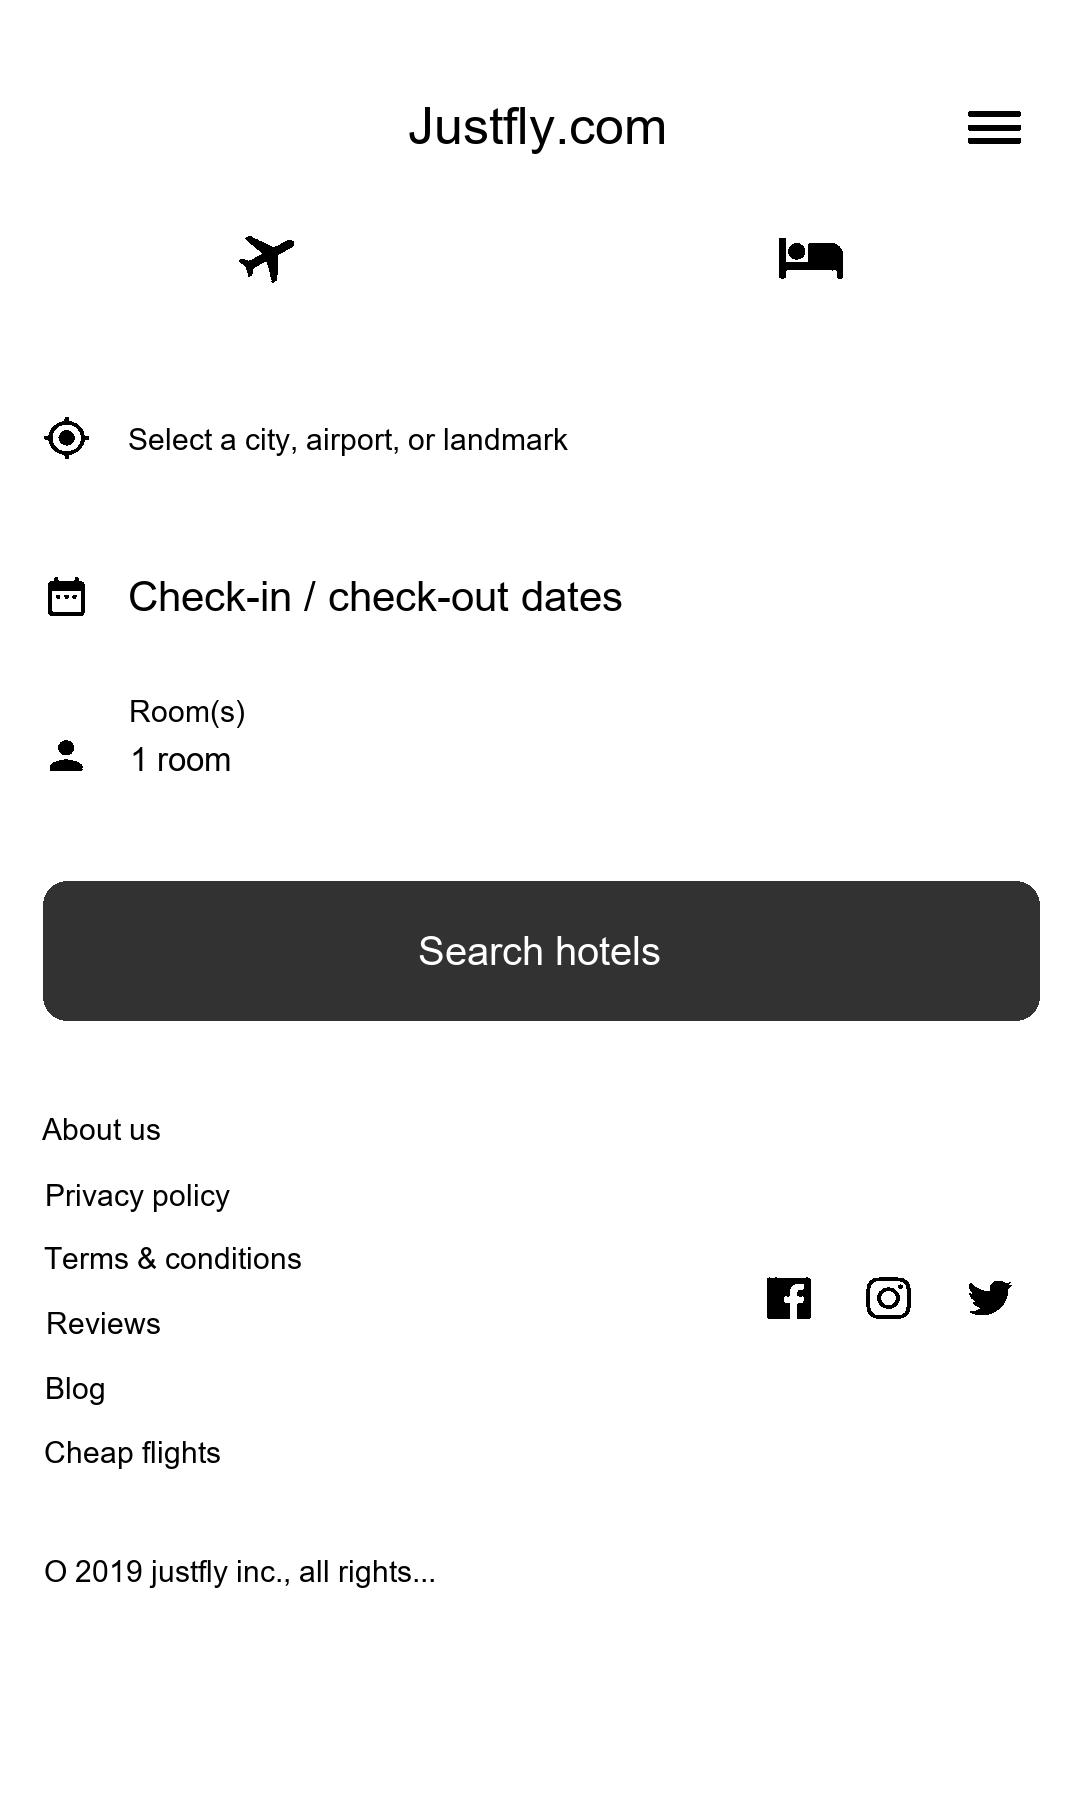 Justfly.com
Select a city, airport, or landmark
Check-in / check-out dates
Room(s)
1 room
Search hotels
About us
Privacy policy
Terms & conditions
Reviews
Blog
Cheap flights
O 2019 justfly inc., all rights...